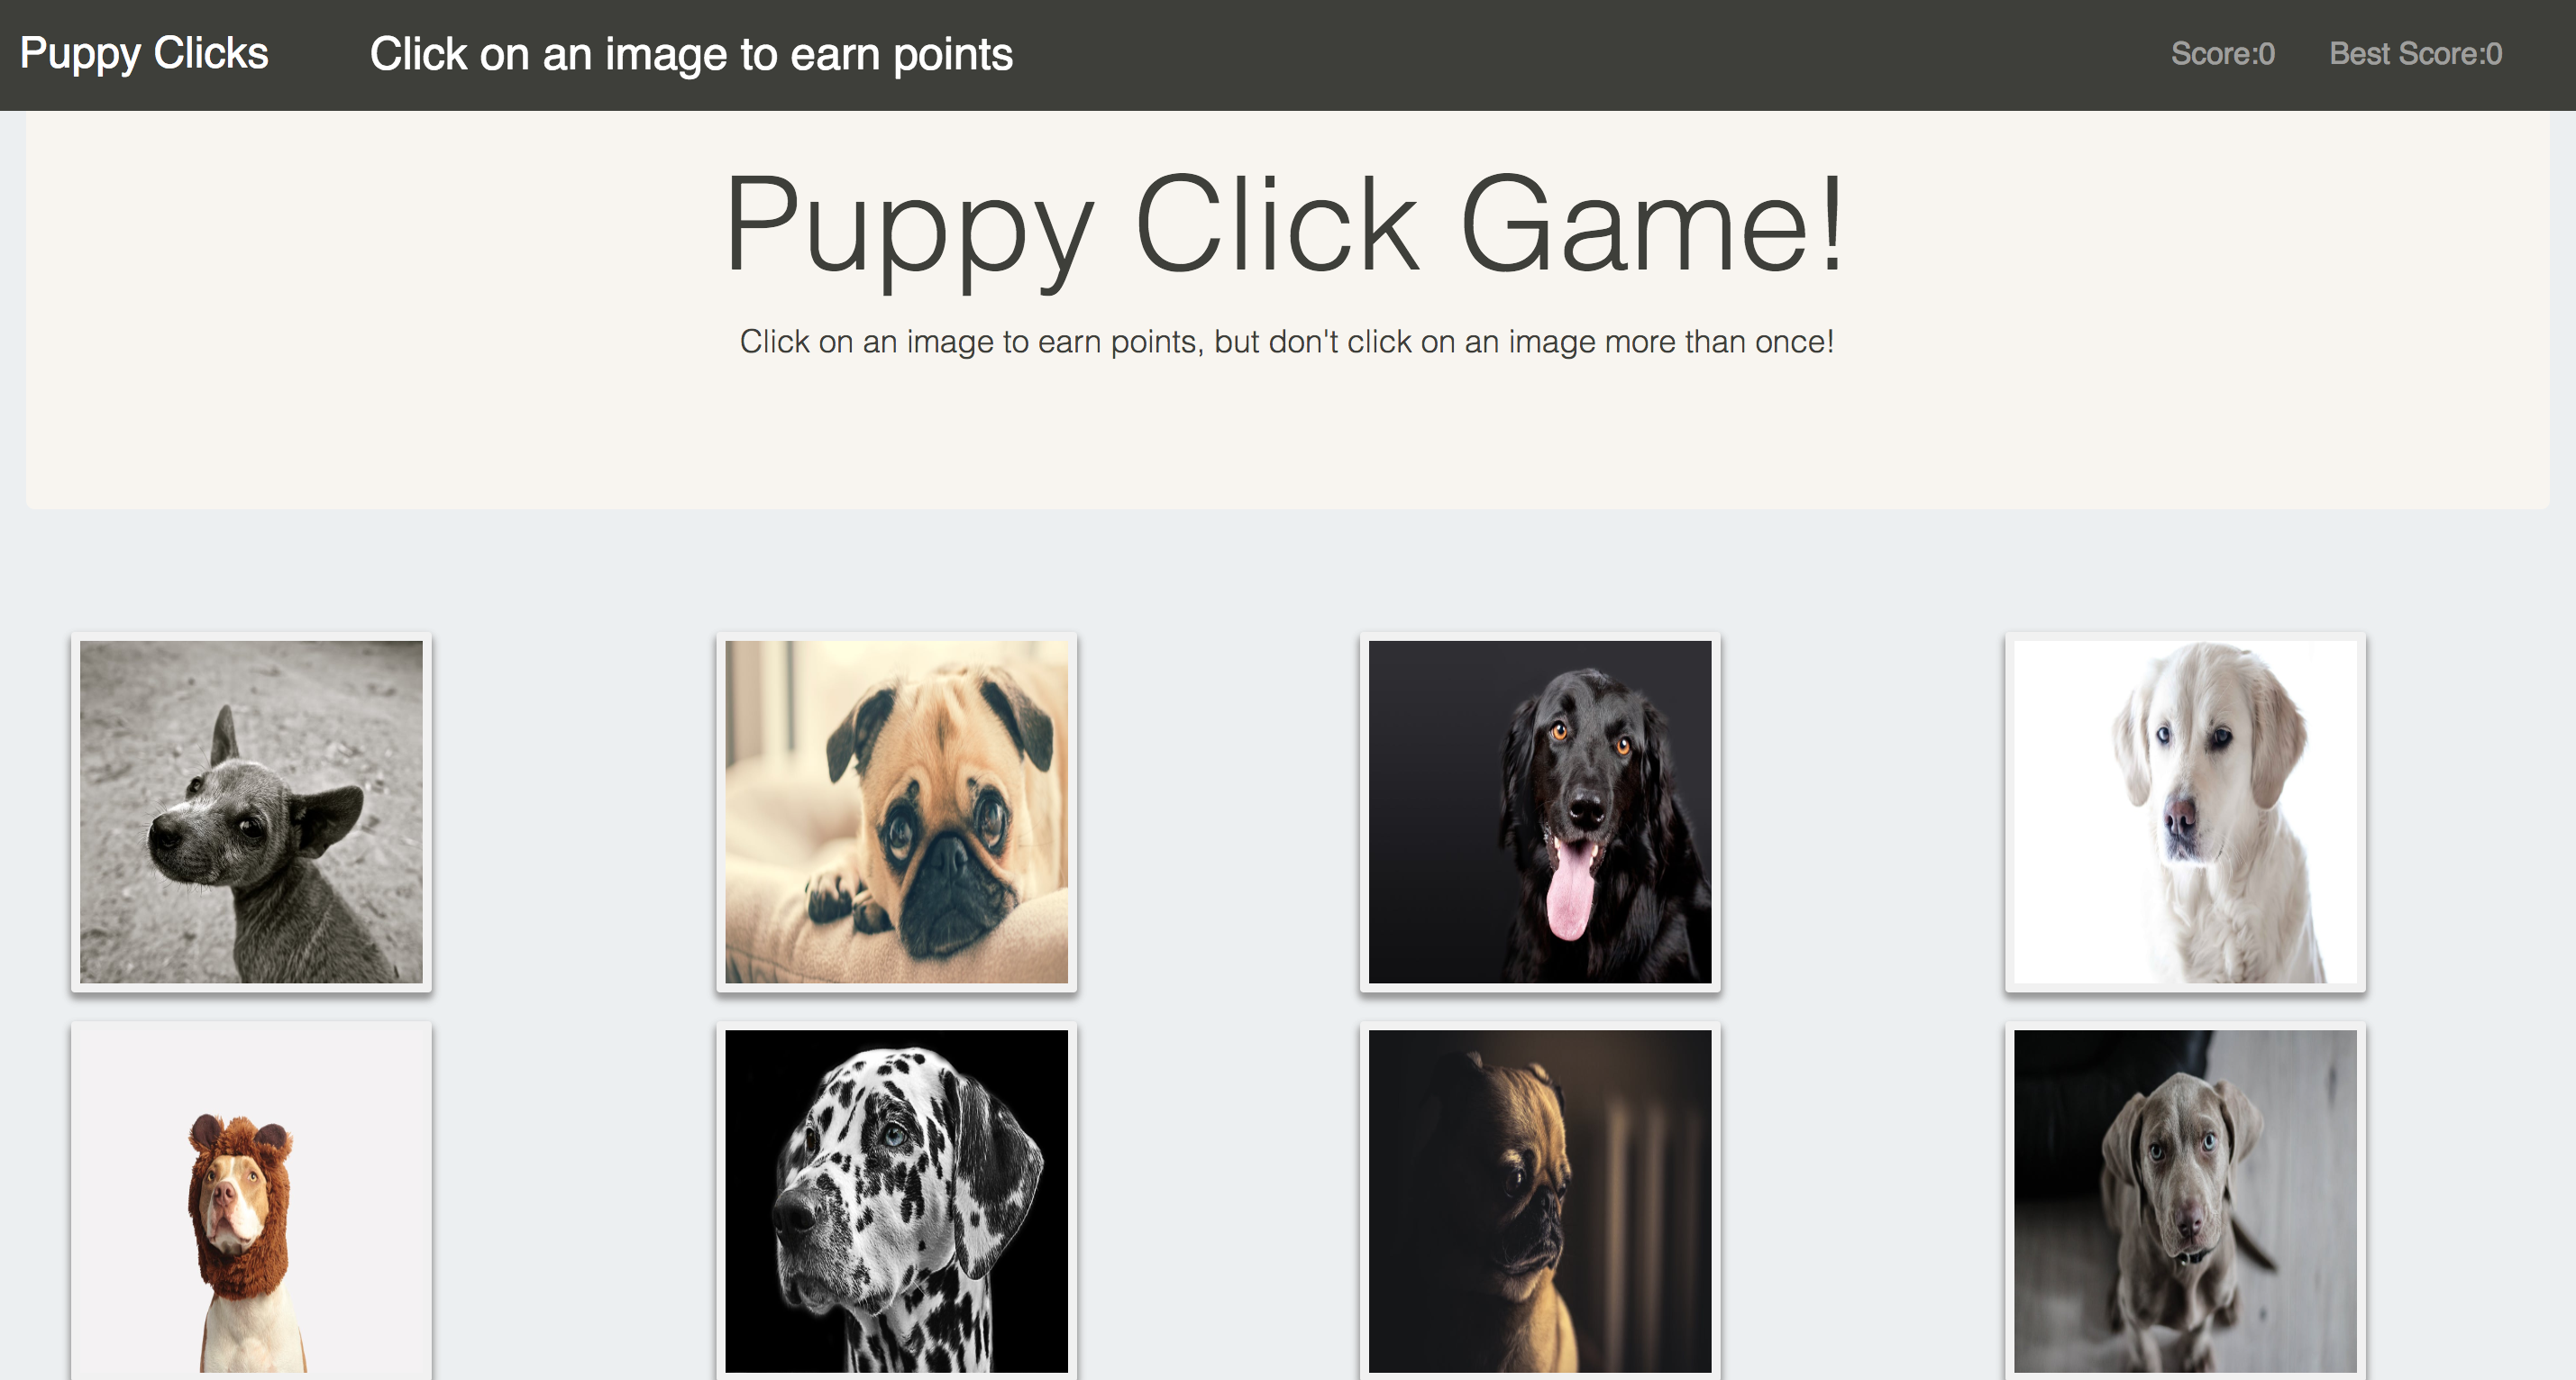 Puppy Clicks Click on an image to earn points Score:0 Best Score:0
Puppy Click Game!
Click on an image to earn points, but don't click on an image more than once!